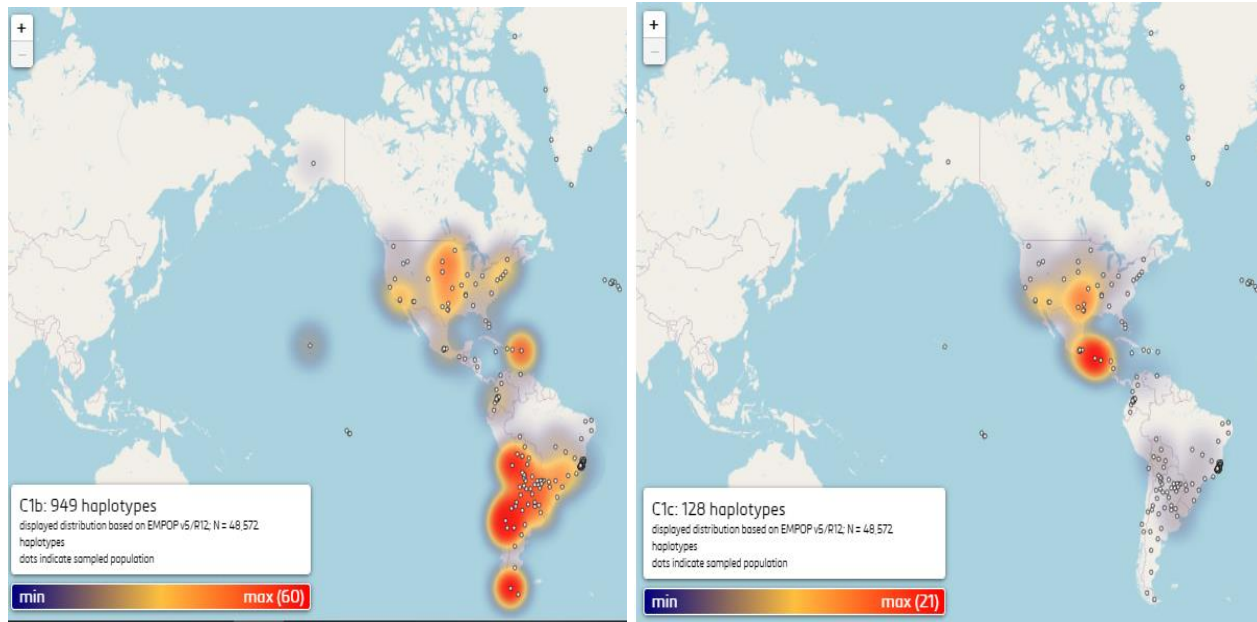 +
−
C1b: 949 haplotypes
displayed distribution based on EMPOP v5/R12; N = 48,572
haplotypes
dots indicate sampled population
min max (60)
+
−
C1c: 128 haplotypes
displayed distribution based on EMPOP v5/R12; N = 48,572
haplotypes
dots indicate sampled population
min max (21)